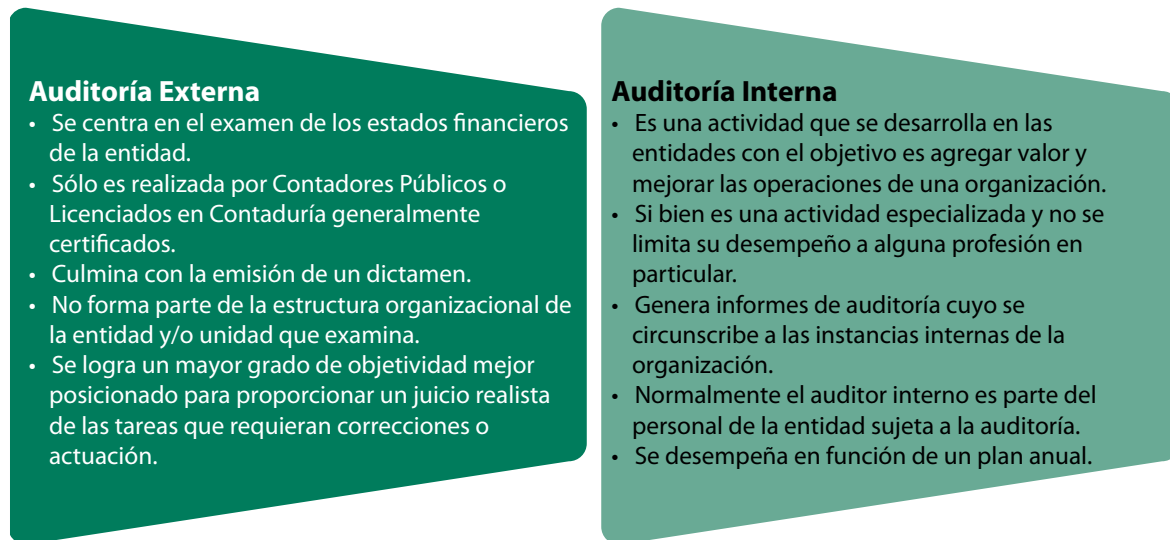 Auditoría Externa
• Se centra en el examen de los estados financieros
de la entidad.
• Sólo es realizada por Contadores Públicos o
Licenciados en Contaduría generalmente
certificados.
• Culmina con la emisión de un dictamen.
• No forma parte de la estructura organizacional de
la entidad y/o unidad que examina.
• Se logra un mayor grado de objetividad mejor
posicionado para proporcionar un juicio realista
de las tareas que requieran correcciones o
actuación.
Auditoría Interna
• Es una actividad que se desarrolla en las
entidades con el objetivo es agregar valor y
mejorar las operaciones de una organización.
• Si bien es una actividad especializada y no se
limita su desempeño a alguna profesión en
particular.
• Genera informes de auditoría cuyo se
circunscribe a las instancias internas de la
organización.
• Normalmente el auditor interno es parte del
personal de la entidad sujeta a la auditoría.
• Se desempeña en función de un plan anual.